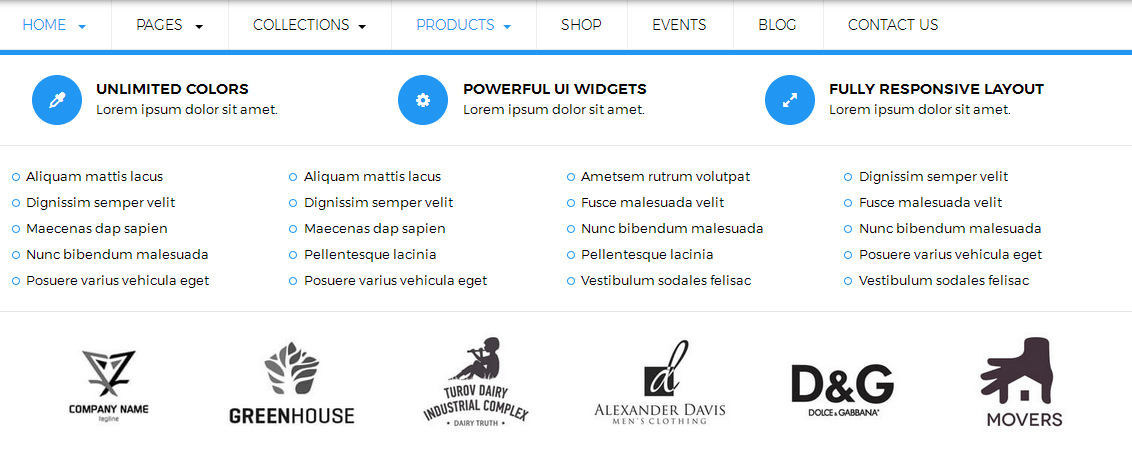 HOME PAGES COLLECTIONS PRODUCTS SHOP EVENTS BLOG CONTACT US
UNLIMITED COLORS
Lorem ipsum dolor sit amet.
POWERFUL UI WIDGETS
Lorem ipsum dolor sit amet.
FULLY RESPONSIVE LAYOUT
Lorem ipsum dolor sit amet.
Aliquam mattis lacus
Dignissim semper velit
Maecenas dap sapien
Nunc bibendum malesuada
Posuere varius vehicula eget
Aliquam mattis lacus
Dignissim semper velit
Maecenas dap sapien
Pellentesque lacinia
Posuere varius vehicula eget
Ametsem rutrum volutpat
Fusce malesuada velit
Nunc bibendum malesuada
Pellentesque lacinia
Vestibulum sodales felisac
Dignissim semper velit
Fusce malesuada velit
Nunc bibendum malesuada
Posuere varius vehicula eget
Vestibulum sodales felisac
COMPANY NAME
tagline
GREENHOUSE
TUROV DAIRY
INDUSTRIAL COMPLEX
• DAIRY TRUTH •
d
ALEXANDER DAVIS
MEN'S CLOTHING
D&G
DOLCE & GABBANA*
MOVERS